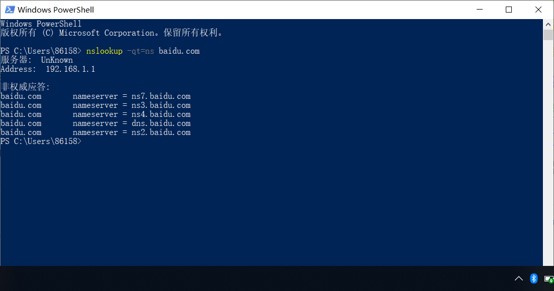 Windows PowerShell
Windows PowerShell
版权所有 (C) Microsoft Corporation。保留所有权利。
PS C:\Users\86158> nslookup -qt=ns baidu.com
服务器:  UnKnown
Address:  192.168.1.1
非权威应答:
baidu.com       nameserver = ns7.baidu.com
baidu.com       nameserver = ns3.baidu.com
baidu.com       nameserver = ns4.baidu.com
baidu.com       nameserver = dns.baidu.com
baidu.com       nameserver = ns2.baidu.com
PS C:\Users\86158>